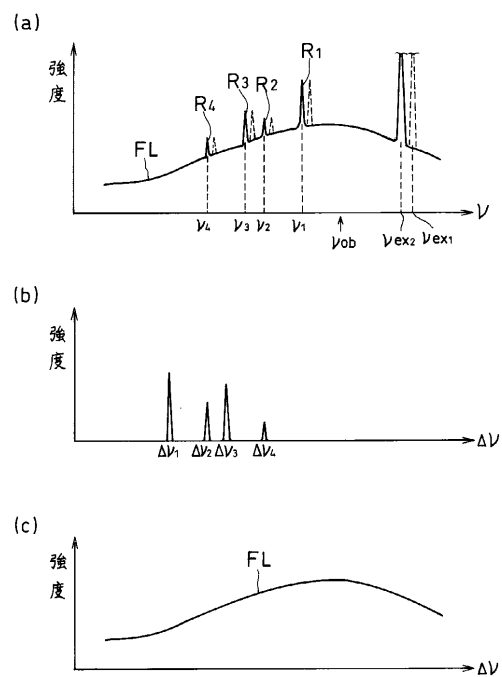 (a)
強度
R1
R3
R2
R4
FL
ν4
ν3
ν2
ν1
νob
νex2
νex1
ν
(b)
強度
Δν1
Δν2
Δν3
Δν4
Δν
(c)
強度
FL
Δν